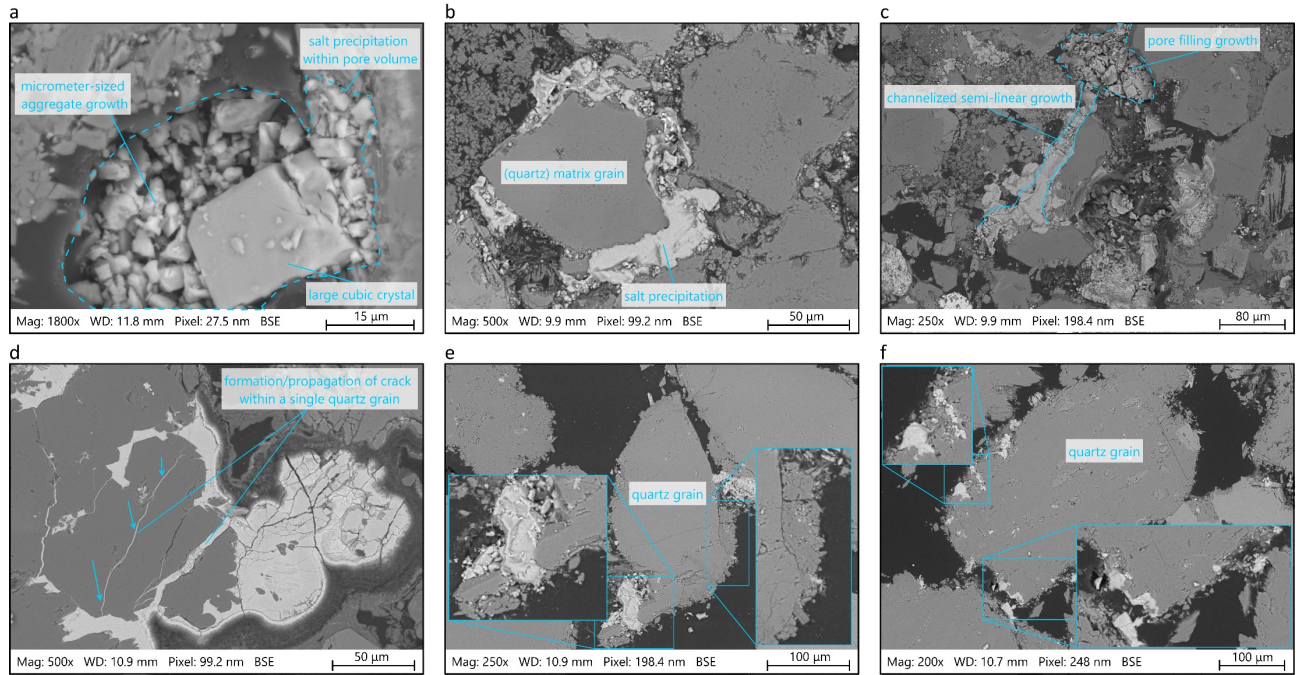 a
salt precipitation
within pore volume
micrometer-sized
aggregate growth
large cubic crystal
Mag: 1800x WD: 11.8 mm Pixel: 27.5 nm BSE
15 µm
b
(quartz) matrix grain
salt precipitation
Mag: 500x WD: 9.9 mm Pixel: 99.2 nm BSE
50 µm
c
pore filling growth
channelized semi-linear growth
Mag: 250x WD: 9.9 mm Pixel: 198.4 nm BSE
80 µm
d
formation/propagation of crack
within a single quartz grain
Mag: 500x WD: 10.9 mm Pixel: 99.2 nm BSE
50 µm
e
quartz grain
Mag: 250x WD: 10.9 mm Pixel: 198.4 nm BSE
100 µm
f
quartz grain
Mag: 200x WD: 10.7 mm Pixel: 248 nm BSE
100 µm